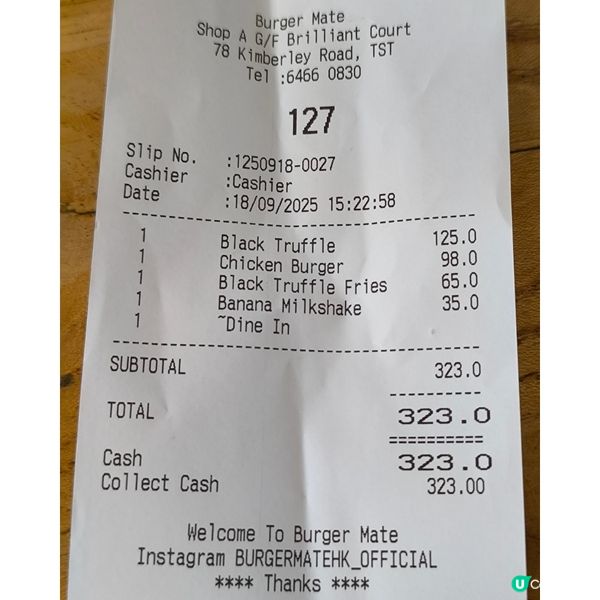 Burger Mate
Shop A G/F Brilliant Court
78 Kimberley Road, TST
Tel :6466 0830
127
Slip No. :1250918-0027
Cashier :Cashier
Date :18/09/2025 15:22:58
1 Black Truffle 125.0
1 Chicken Burger 98.0
1 Black Truffle Fries 65.0
1 Banana Milkshake 35.0
1 ~Dine In
SUBTOTAL 323.0
TOTAL 323.0
Cash 323.0
Collect Cash 323.00
Welcome To Burger Mate
Instagram BURGERMATEHK_OFFICIAL
**** Thanks ****